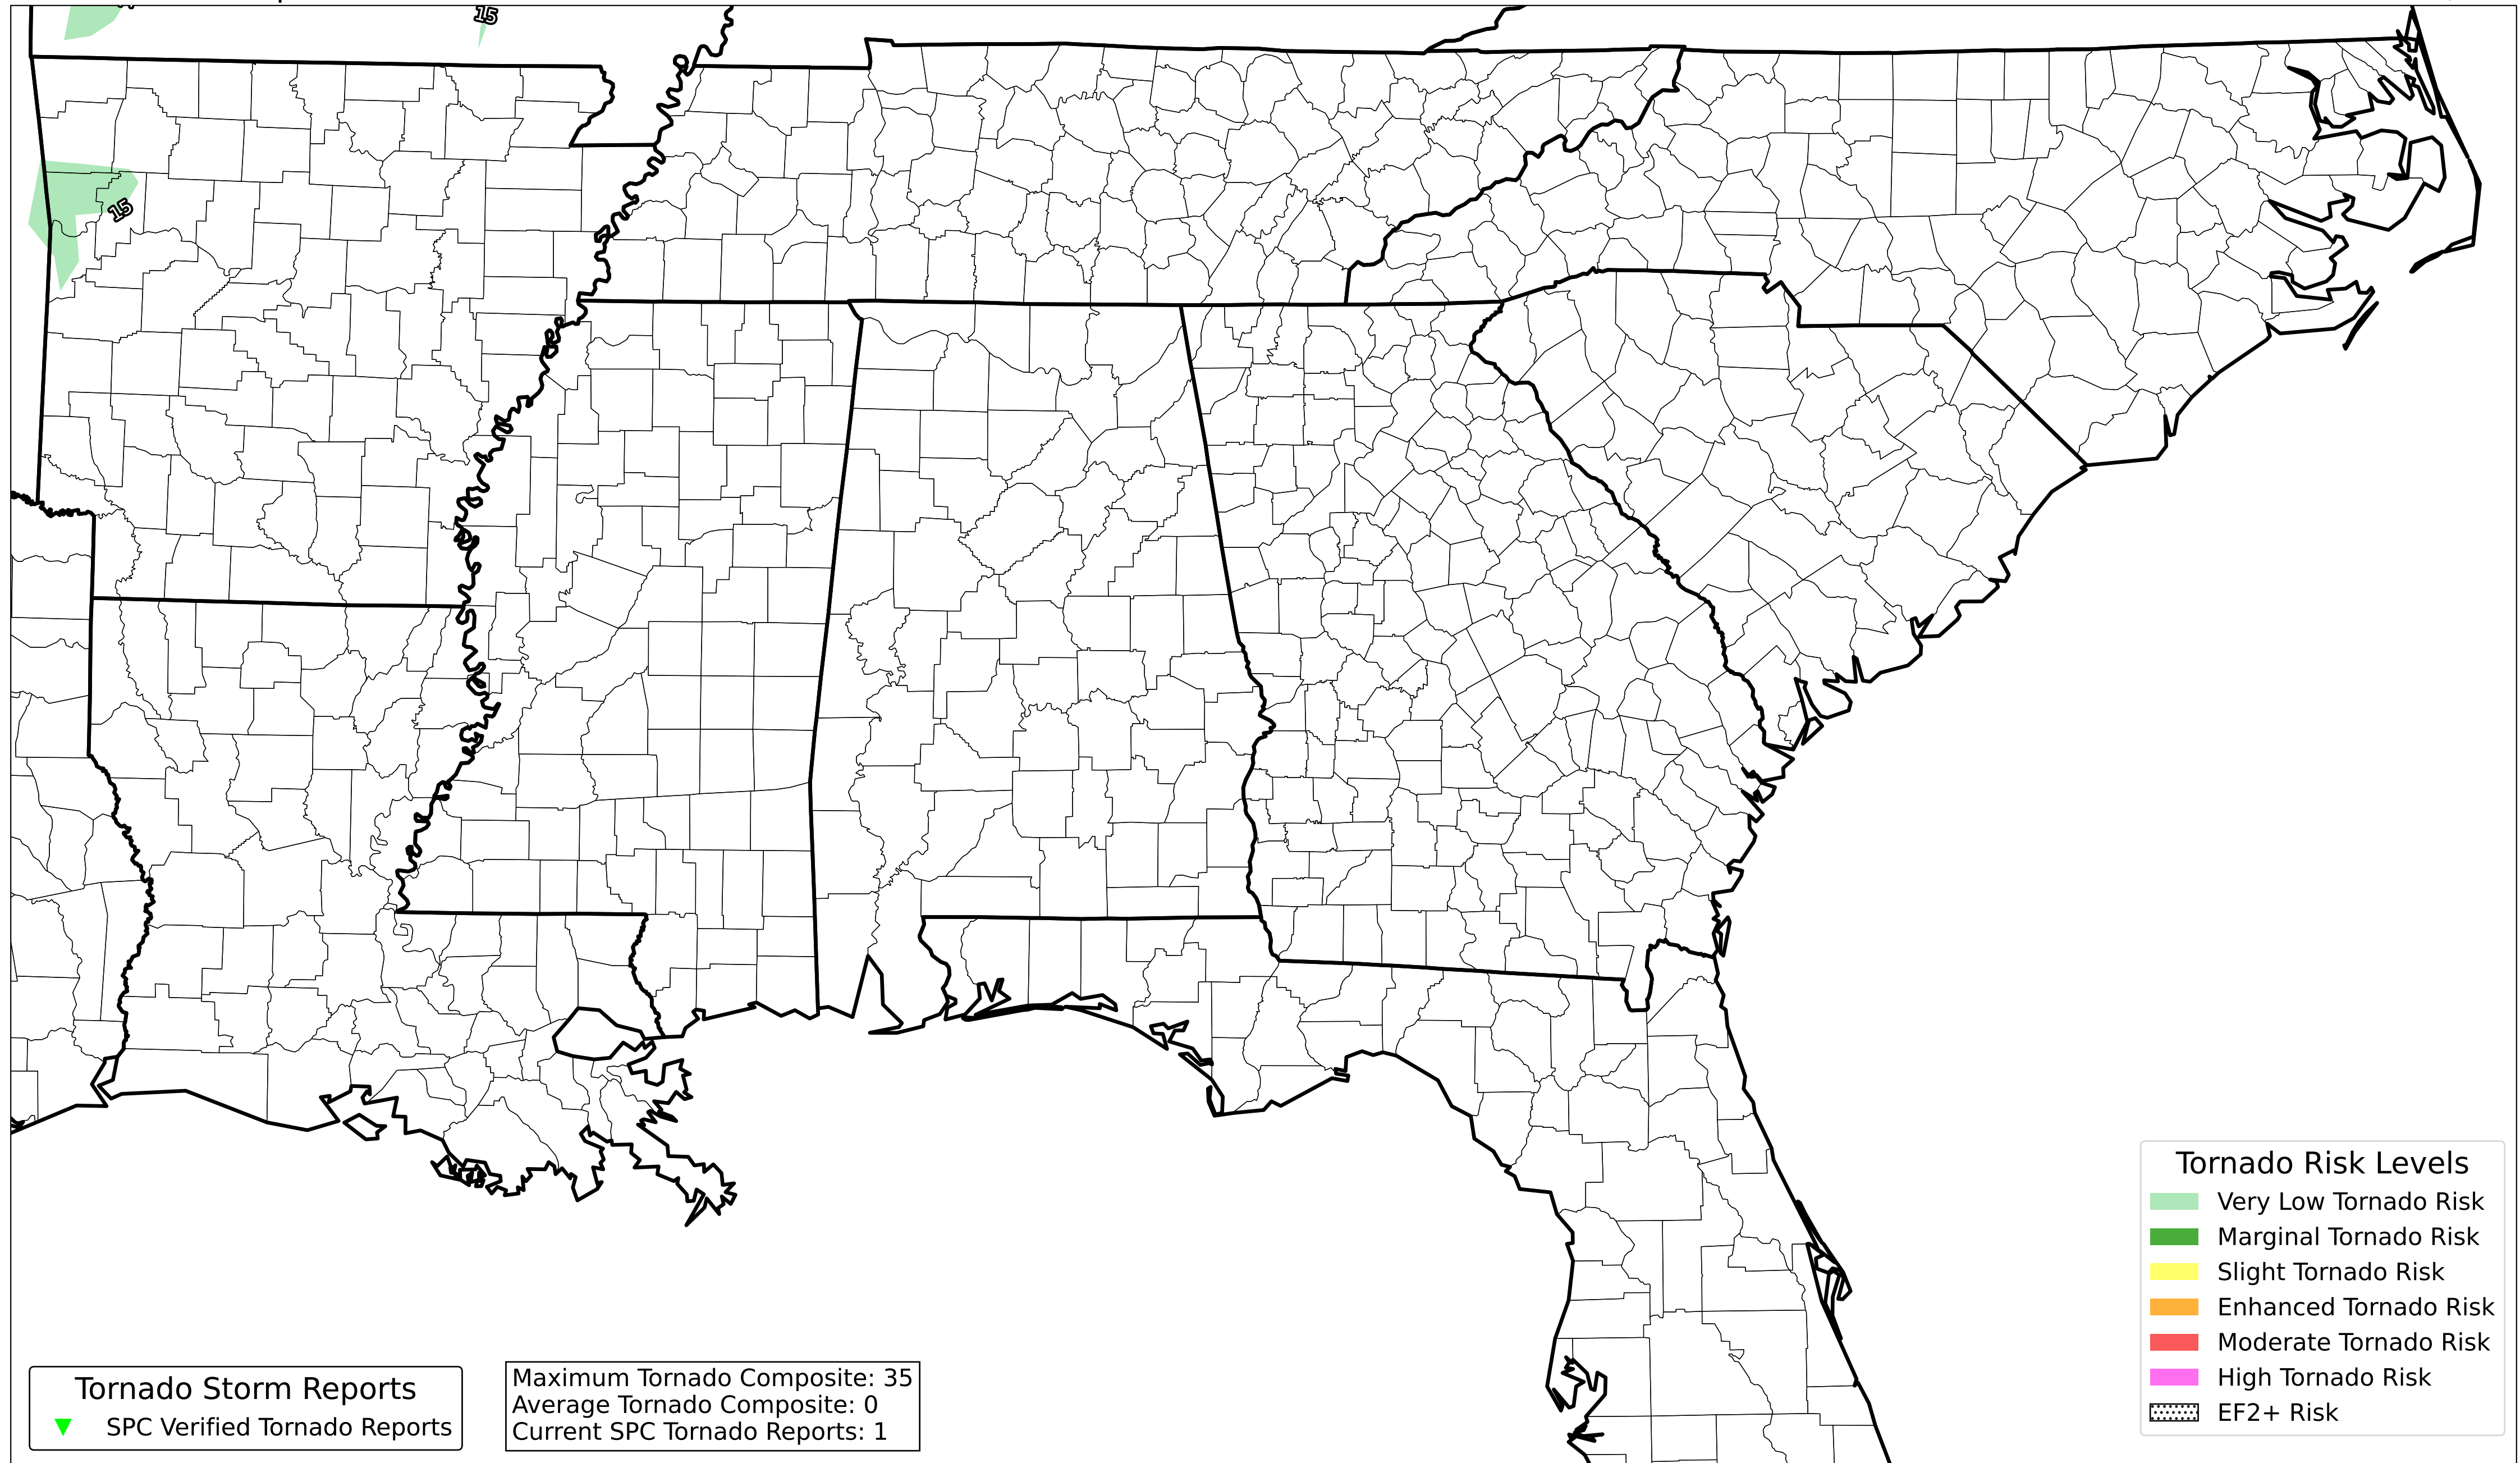 15
15
Tornado Risk Levels
Very Low Tornado Risk
Marginal Tornado Risk
Slight Tornado Risk
Enhanced Tornado Risk
Moderate Tornado Risk
High Tornado Risk
EF2+ Risk
Tornado Storm Reports
SPC Verified Tornado Reports
Maximum Tornado Composite: 35
Average Tornado Composite: 0
Current SPC Tornado Reports: 1